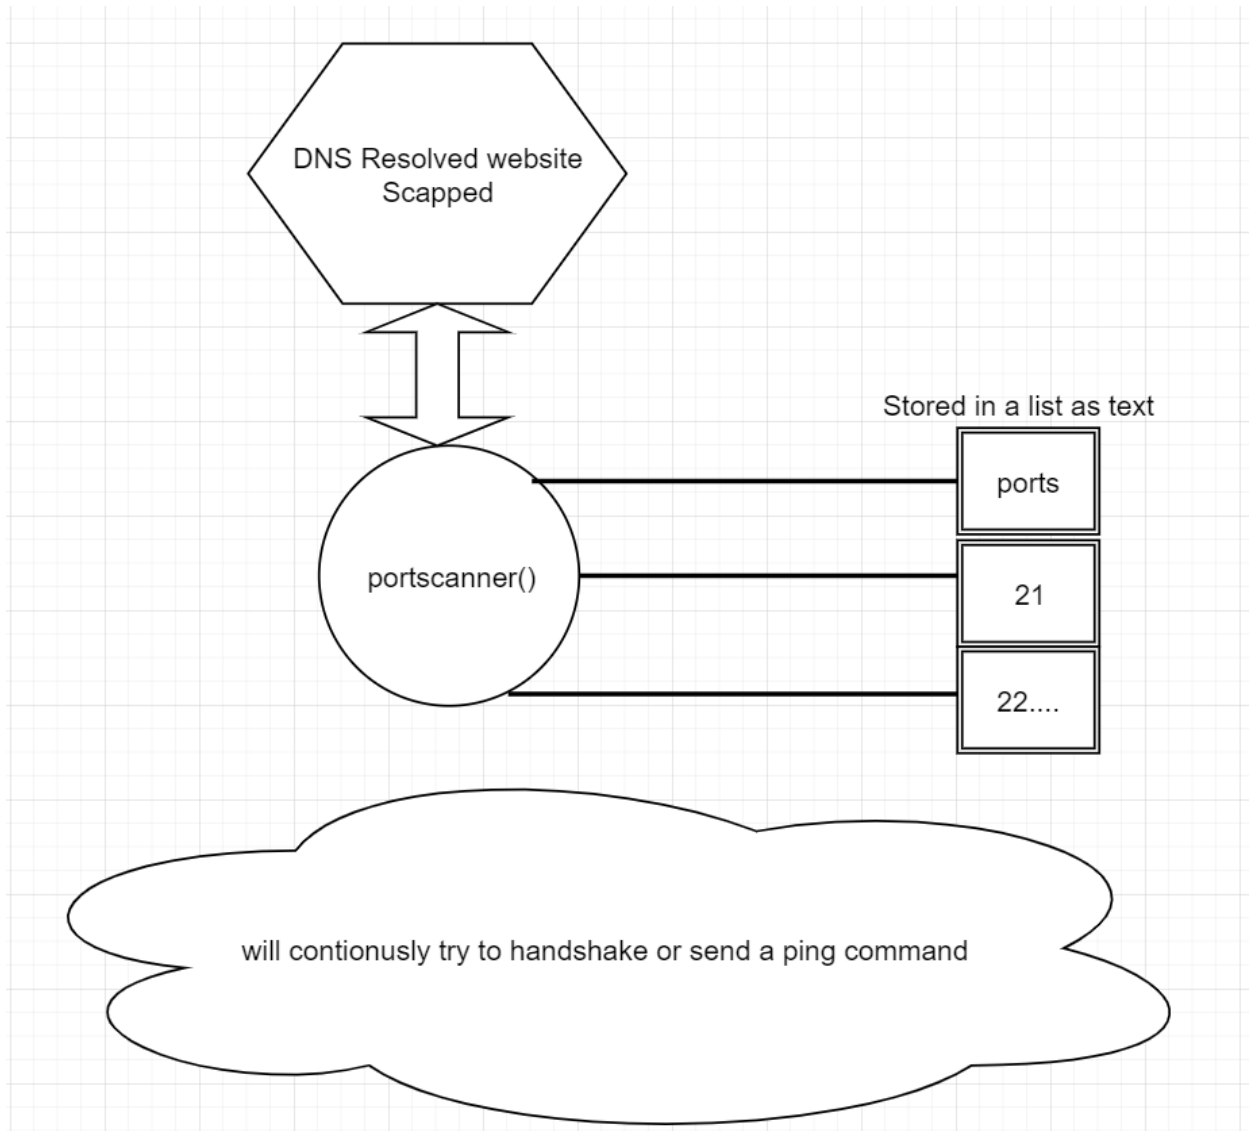 DNS Resolved website
Scapped
Stored in a list as text
ports
portscanner()
21
22....
will contionusly try to handshake or send a ping command